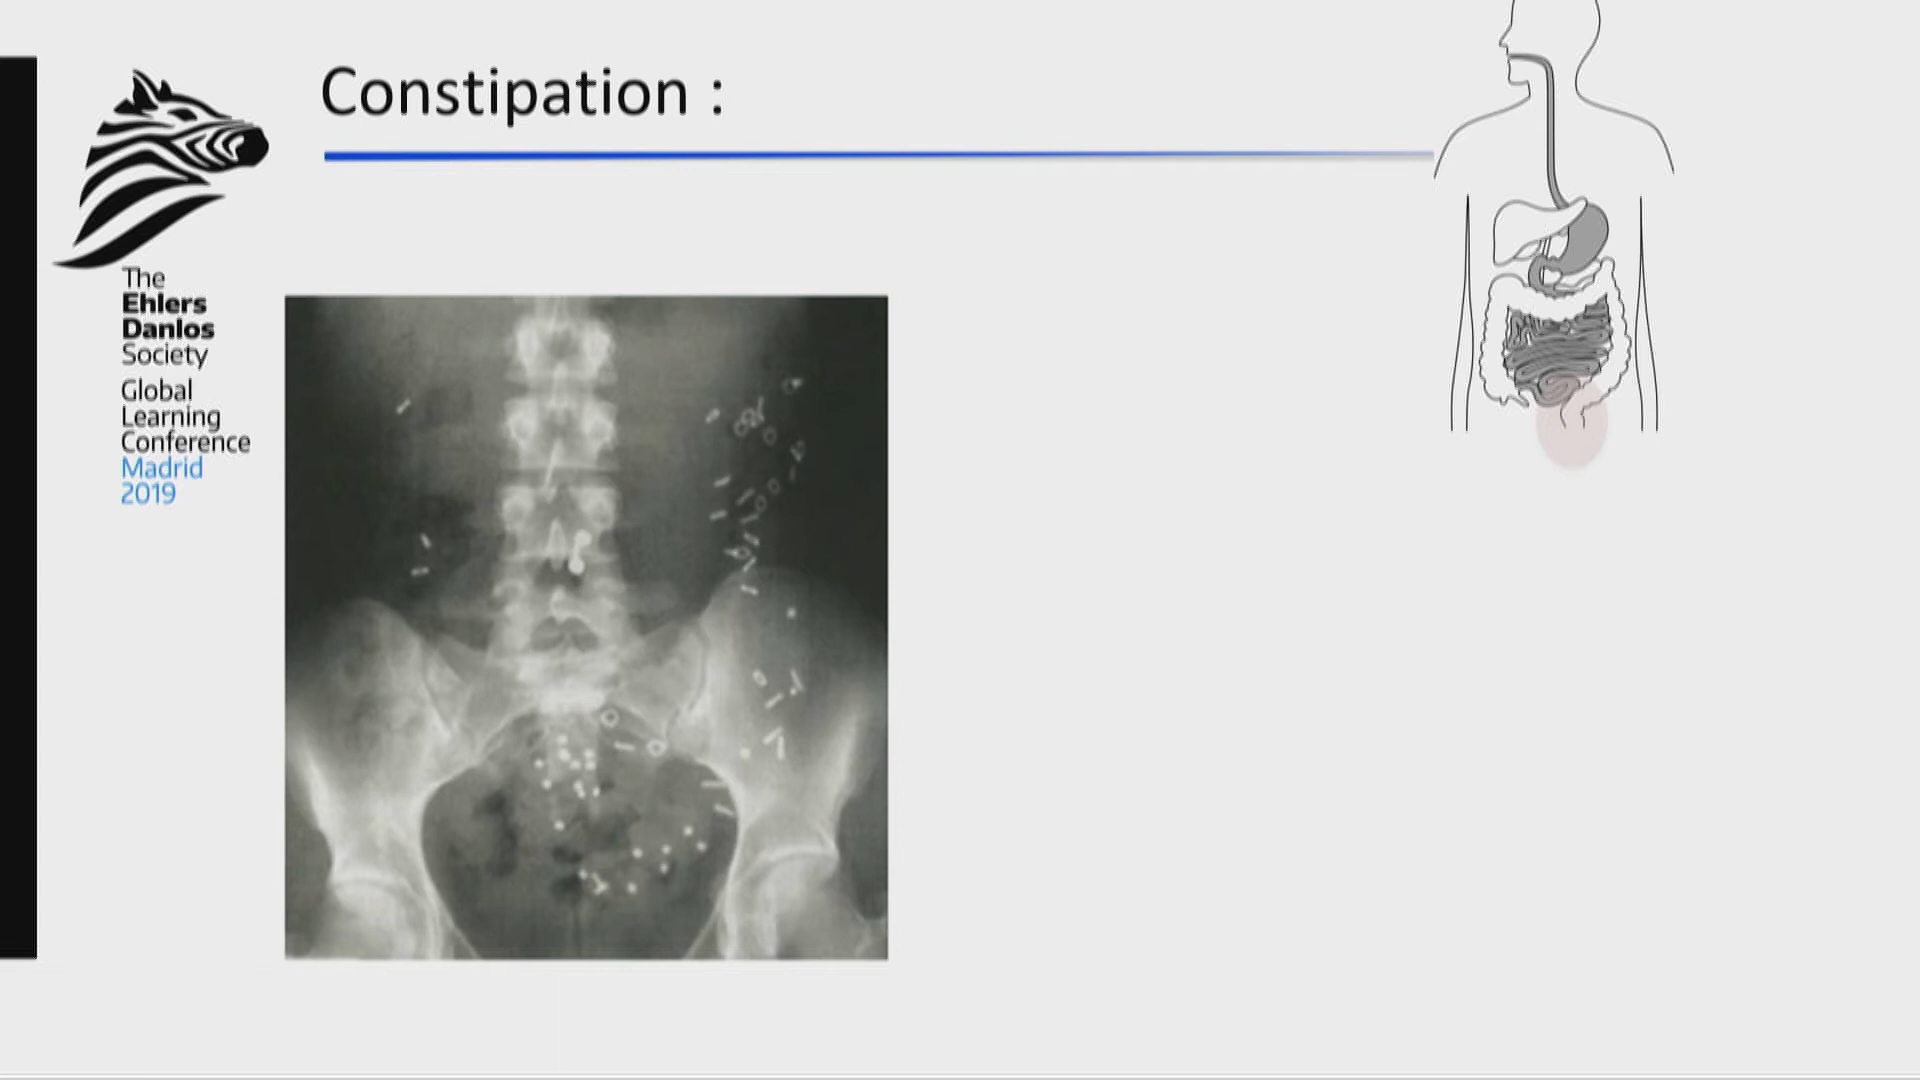 Constipation :
The
Ehlers
Danlos
Society
Global
Learning
Conference
Madrid
2019